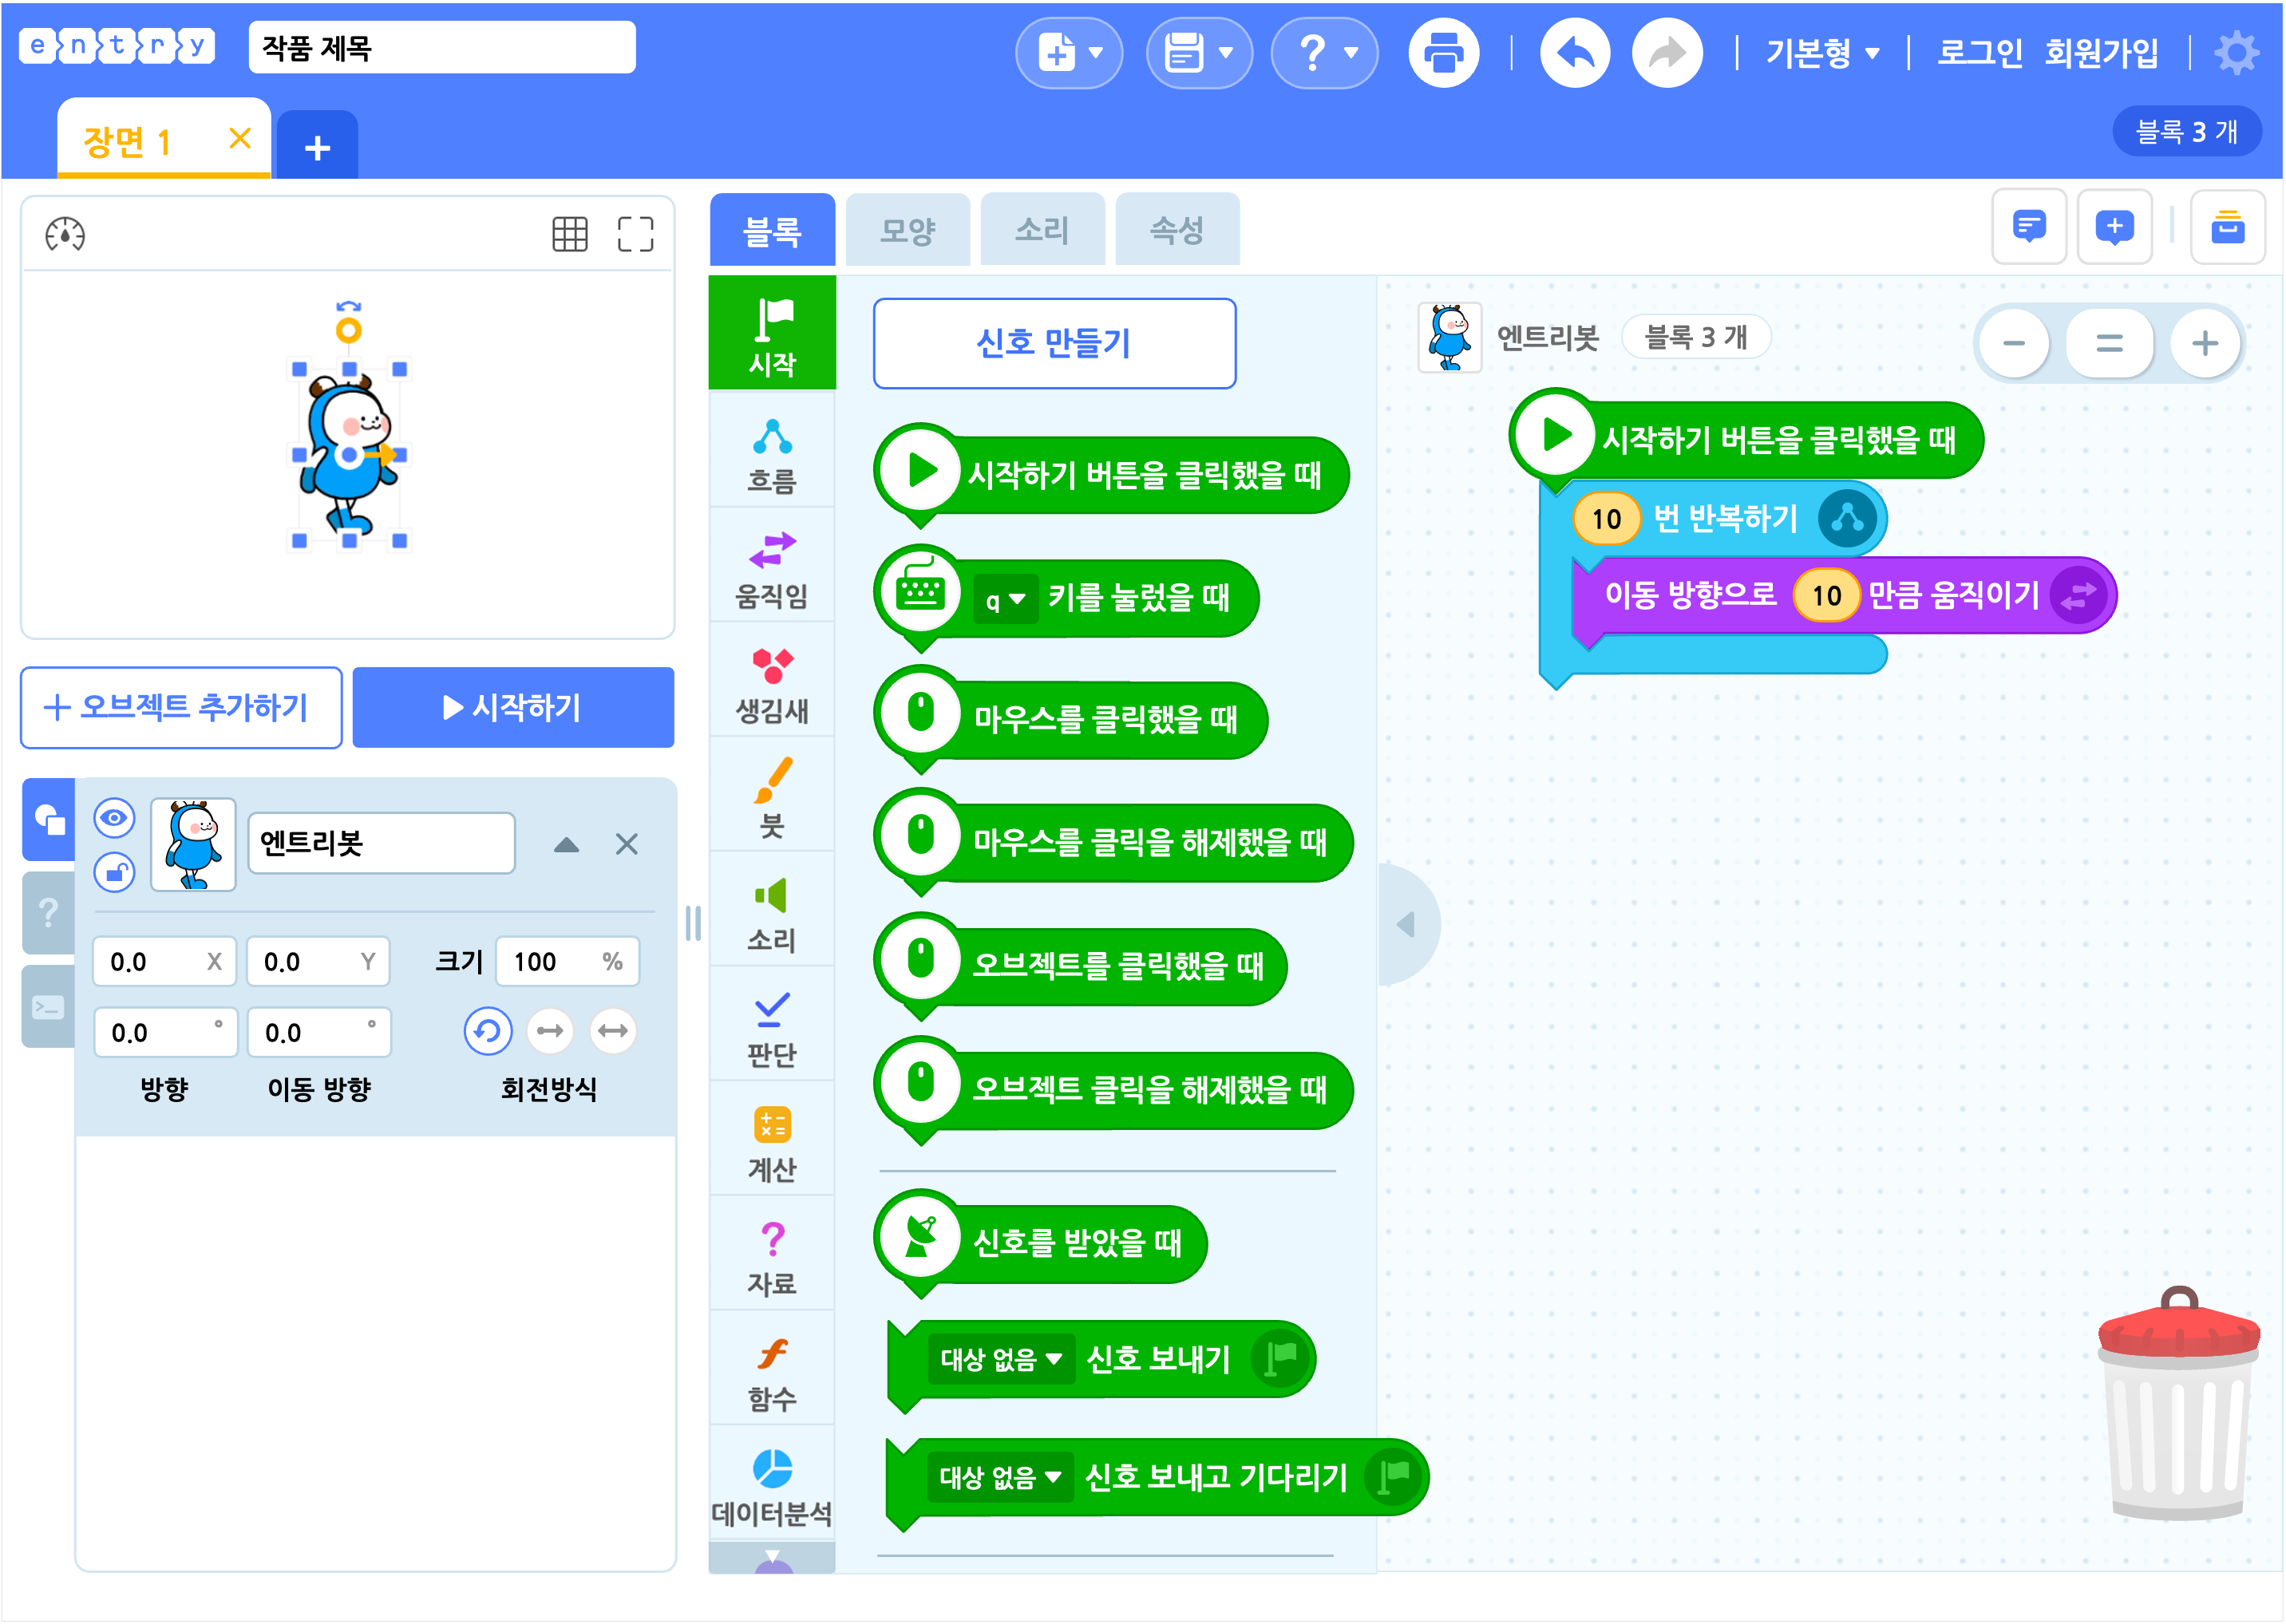 entry
작품 제목
기본형
로그인 회원가입
장면 1
블록 3 개
블록
모양
소리
속성
시작
흐름
움직임
생김새
붓
소리
판단
계산
자료
함수
데이터분석
신호 만들기
시작하기 버튼을 클릭했을 때
q 키를 눌렀을 때
마우스를 클릭했을 때
마우스를 클릭을 해제했을 때
오브젝트를 클릭했을 때
오브젝트 클릭을 해제했을 때
신호를 받았을 때
대상 없음 신호 보내기
대상 없음 신호 보내고 기다리기
엔트리봇
블록 3 개
시작하기 버튼을 클릭했을 때
10 번 반복하기
이동 방향으로 10 만큼 움직이기
+ 오브젝트 추가하기
시작하기
엔트리봇
0.0 X
0.0 Y
크기 100 %
0.0 °
0.0 °
방향
이동 방향
회전방식